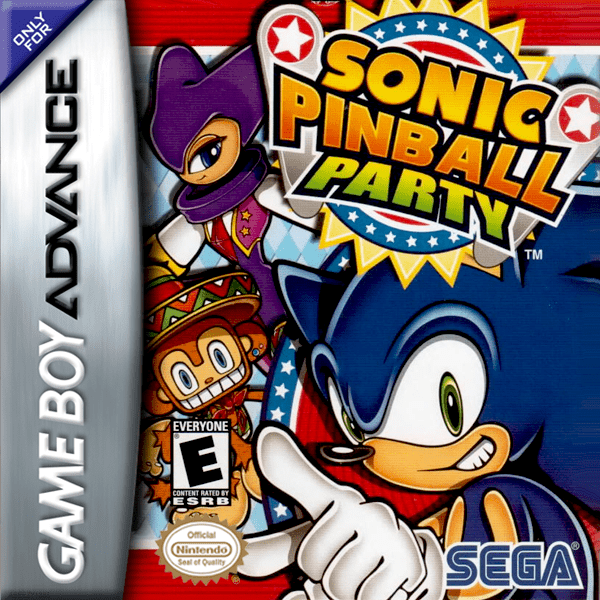 ONLY
FOR
GAME BOY ADVANCE
SONIC
PINBALL
PARTY
TM
EVERYONE
E
CONTENT RATED BY
ESRB
Official
Nintendo
Seal of Quality
SEGA
®